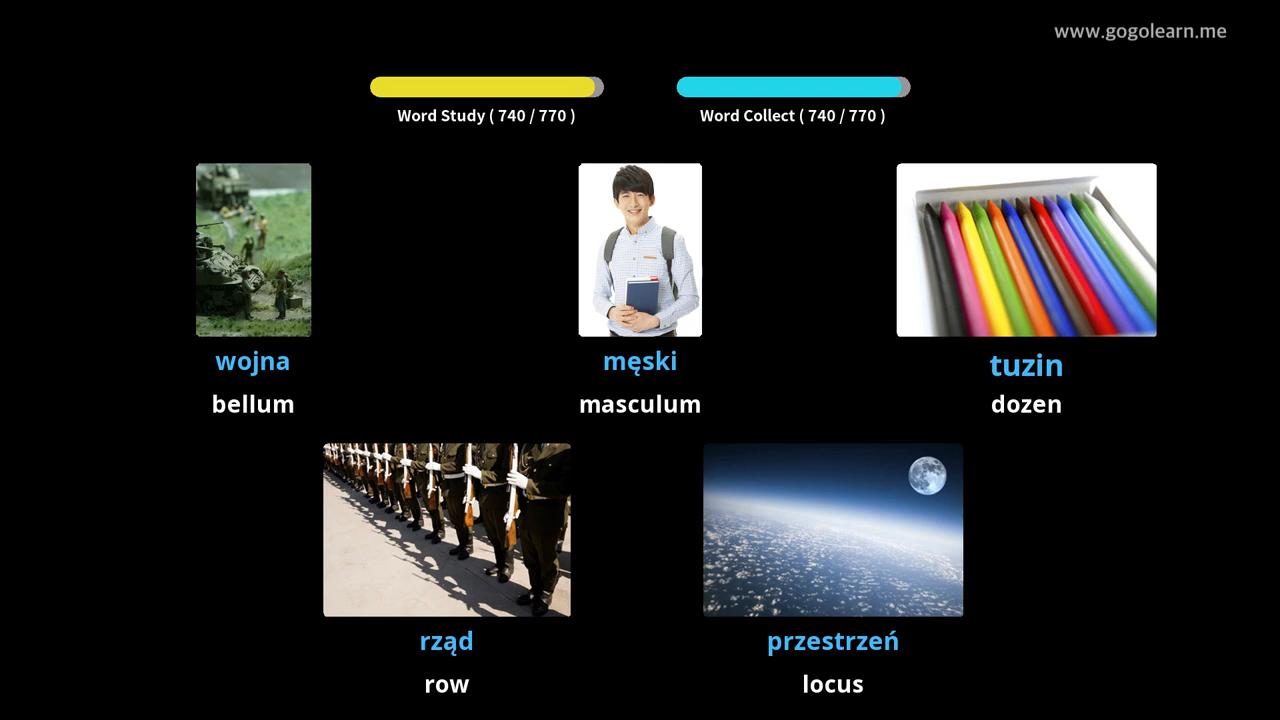 www.gogolearn.me
Word Study ( 740 / 770 )
Word Collect ( 740 / 770 )
wojna
męski
tuzin
bellum
masculum
dozen
rząd
przestrzeń
row
locus